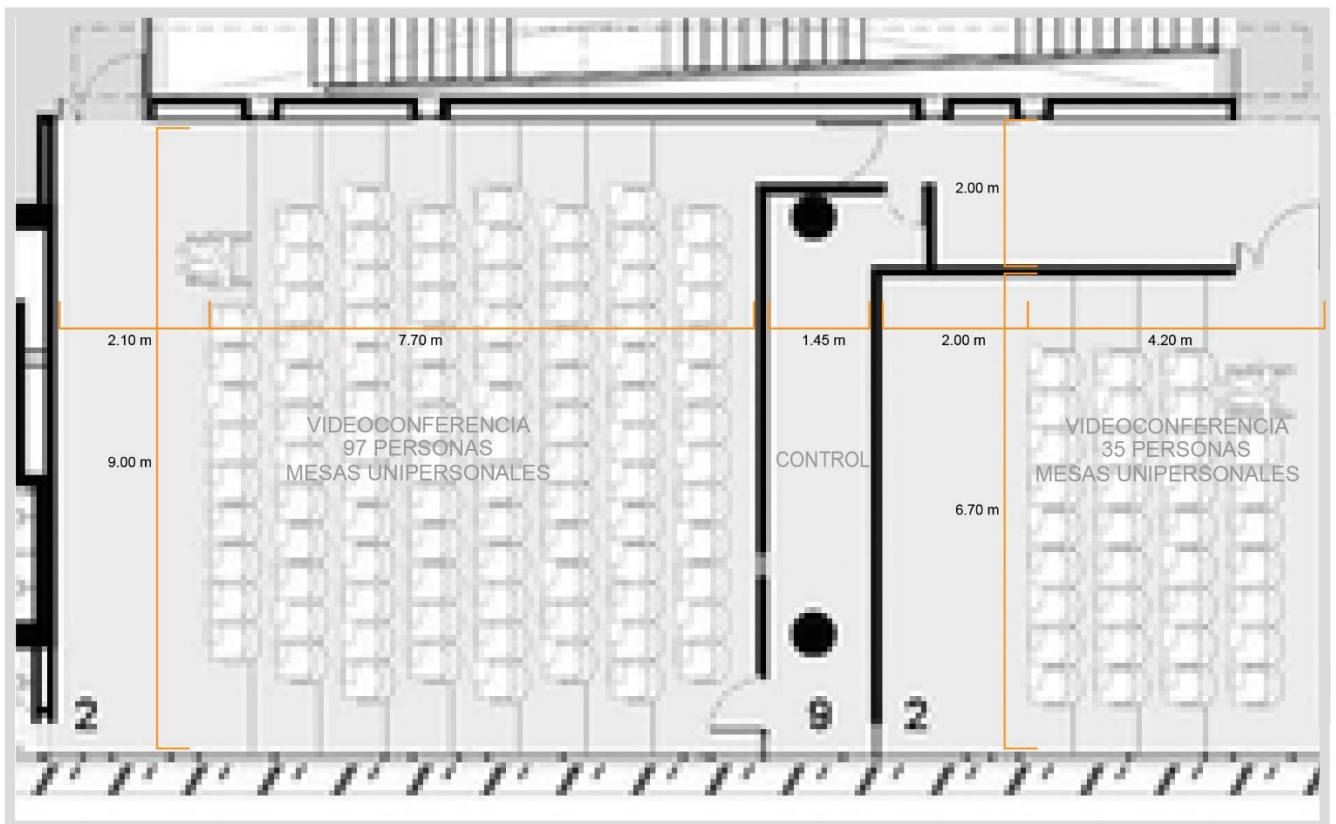 2.00 m
2.10 m
7.70 m
1.45 m
2.00 m
4.20 m
VIDEOCONFERENCIA
97 PERSONAS
MESAS UNIPERSONALES
9.00 m
CONTROL
VIDEOCONFERENCIA
35 PERSONAS
MESAS UNIPERSONALES
6.70 m
2
9
2